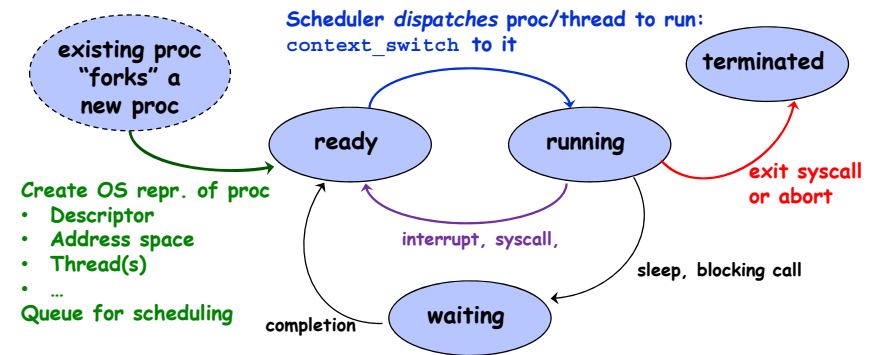 existing proc
“forks” a
new proc
Scheduler dispatches proc/thread to run:
context_switch to it
terminated
ready
running
exit syscall
or abort
Create OS repr. of proc
• Descriptor
• Address space
• Thread(s)
• …
Queue for scheduling
interrupt, syscall,
sleep, blocking call
completion
waiting